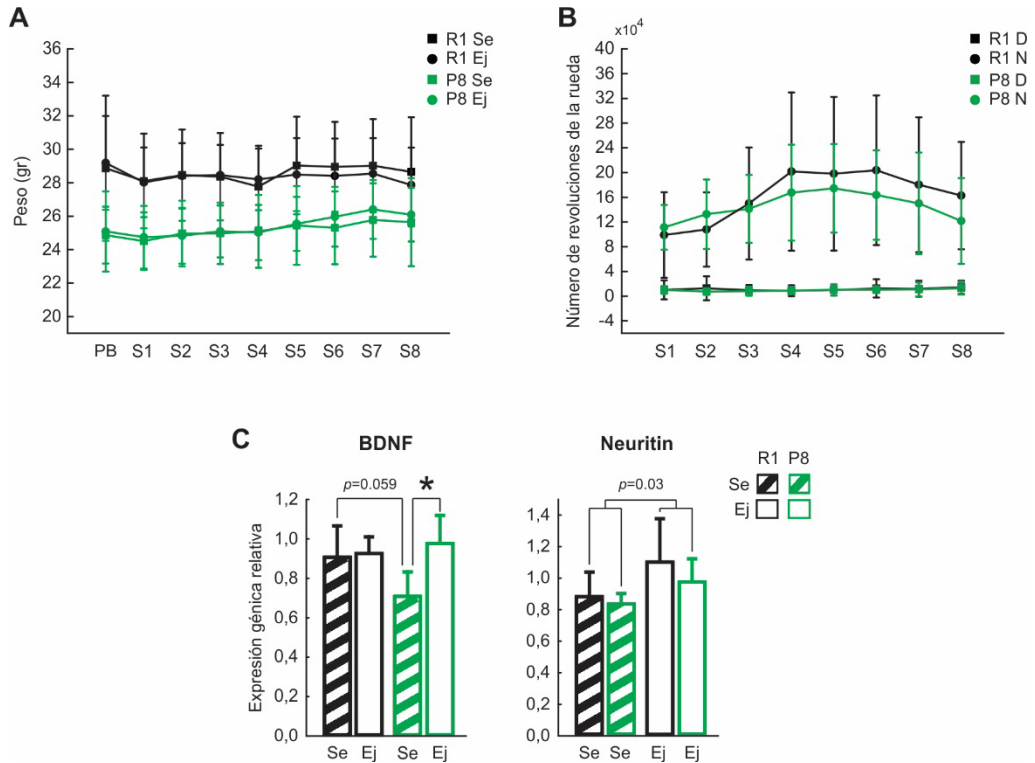 A
R1 Se
R1 Ej
P8 Se
P8 Ej
Peso (gr)
36
34
32
30
28
26
24
22
20
PB S1 S2 S3 S4 S5 S6 S7 S8
B
x10⁴
R1 D
R1 N
P8 D
P8 N
Número de revoluciones de la rueda
40
36
32
28
24
20
16
12
8
4
0
-4
S1 S2 S3 S4 S5 S6 S7 S8
C
BDNF
p=0.059
*
Expresión génica relativa
1,2
1,0
0,8
0,6
0,4
0,2
0,0
Se Ej Se Ej
Neuritin
p=0.03
1,4
1,2
1,0
0,8
0,6
0,4
0,2
0,0
Se Se Ej Ej
R1 P8
Se
Ej